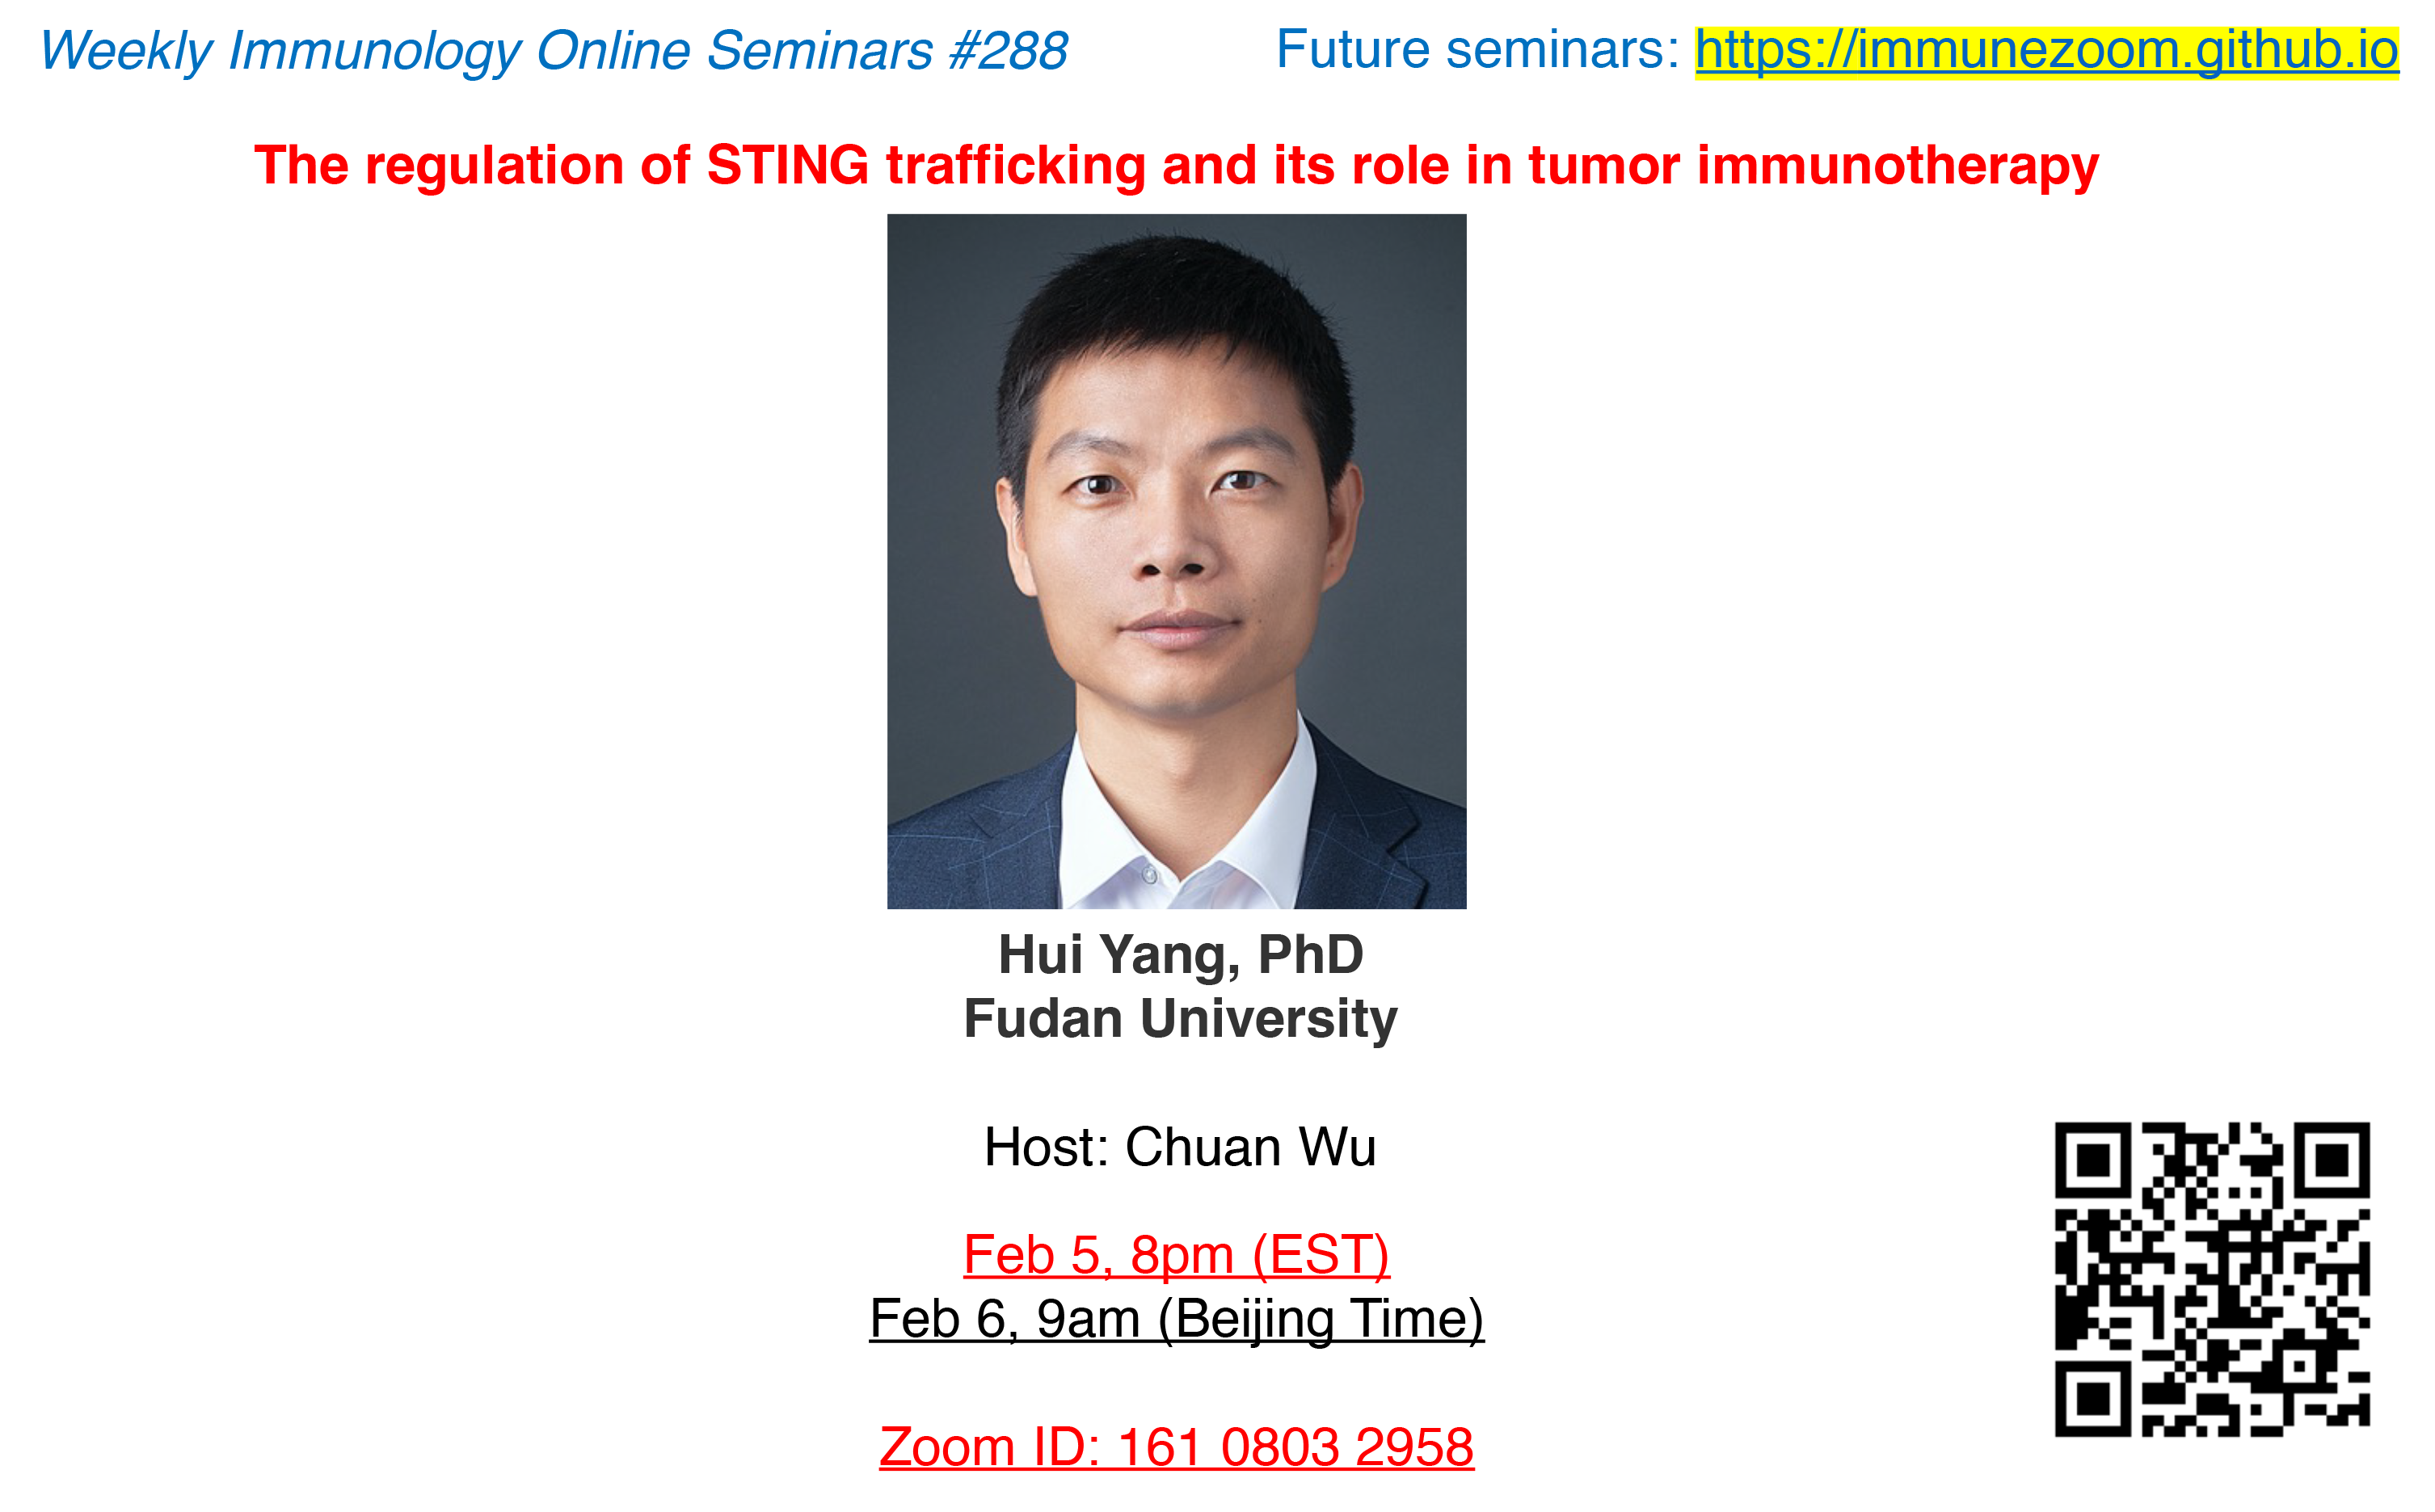 Weekly Immunology Online Seminars #288
Future seminars: https://immunezoom.github.io
The regulation of STING trafficking and its role in tumor immunotherapy
Hui Yang, PhD
Fudan University
Host: Chuan Wu
Feb 5, 8pm (EST)
Feb 6, 9am (Beijing Time)
Zoom ID: 161 0803 2958